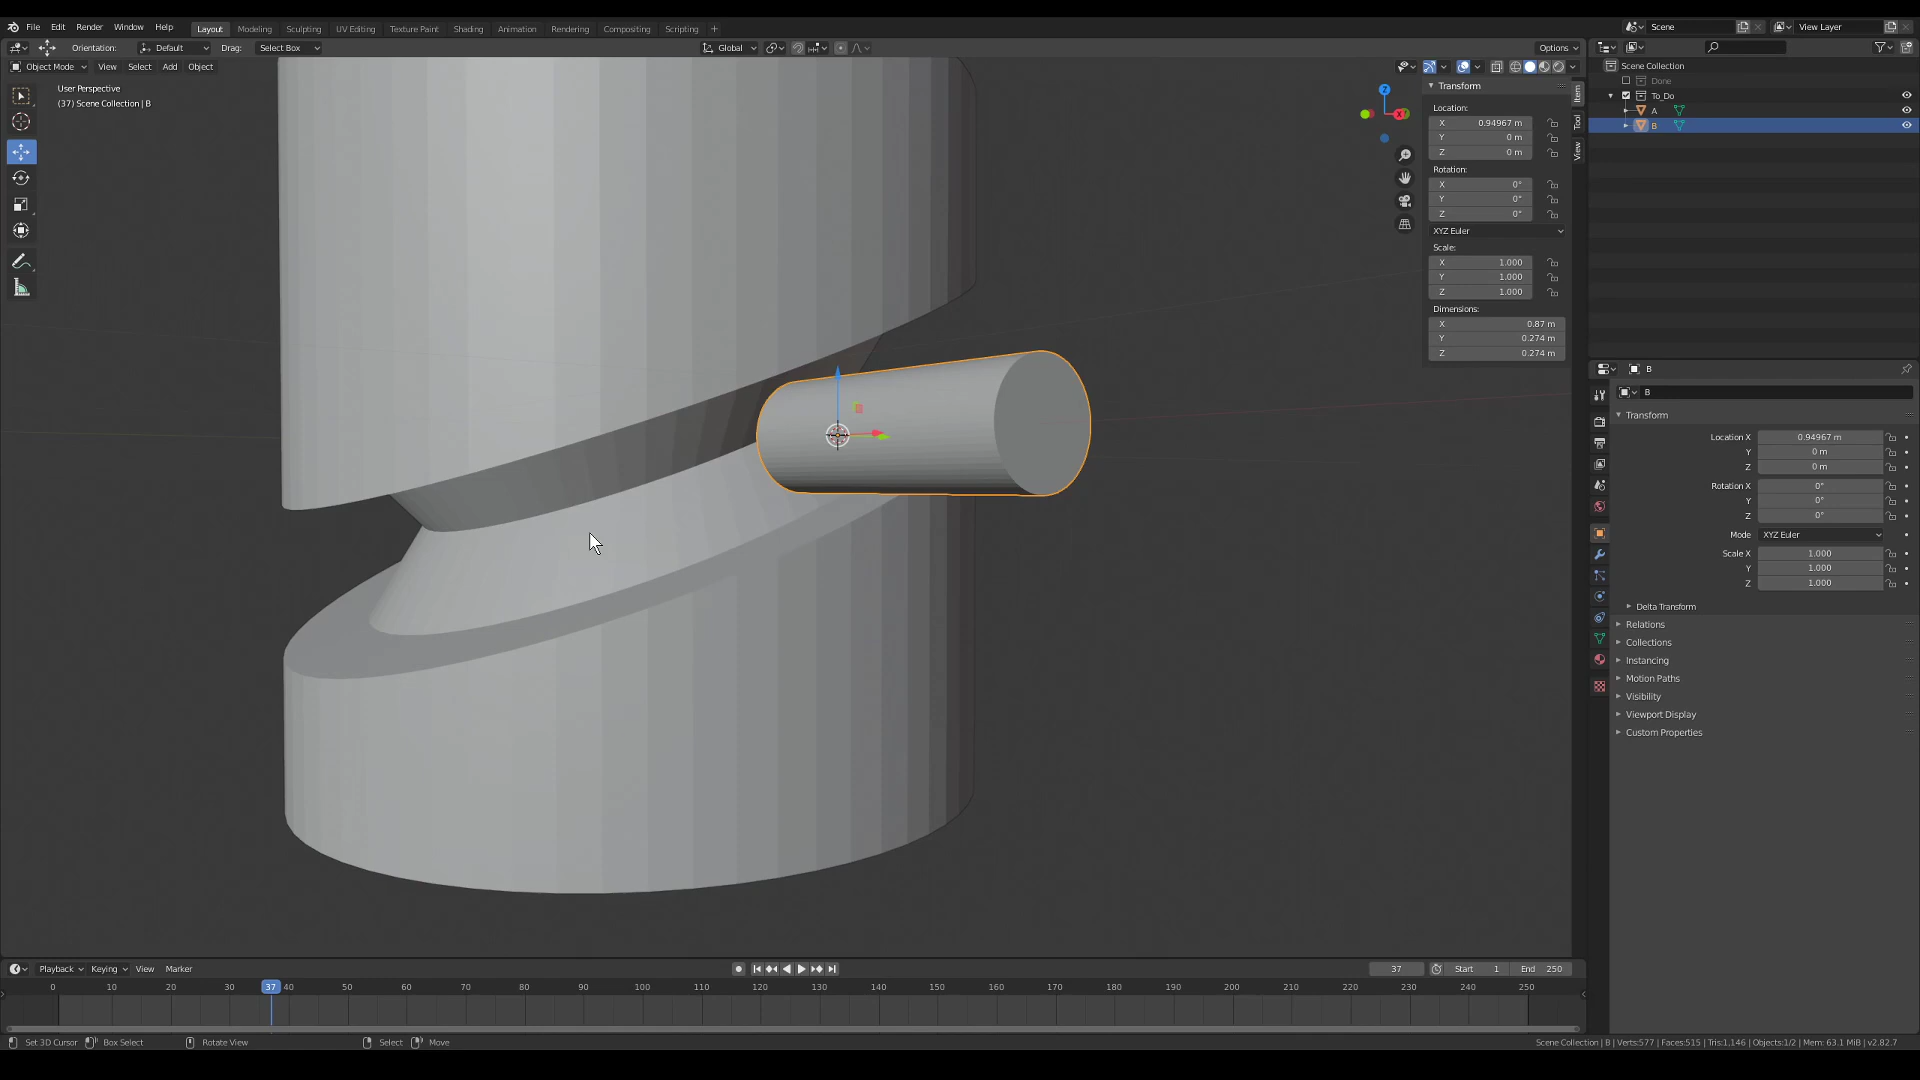 File Edit Render Window Help Layout Modeling Sculpting UV Editing Texture Paint Shading Animation Rendering Compositing Scripting + Scene View Layer
Orientation: Default Drag: Select Box Global Options
Object Mode View Select Add Object
User Perspective
(37) Scene Collection | B
Z
X
Y
Transform
Location:
X 0.94967 m
Y 0 m
Z 0 m
Rotation:
X 0°
Y 0°
Z 0°
XYZ Euler
Scale:
X 1.000
Y 1.000
Z 1.000
Dimensions:
X 0.87 m
Y 0.274 m
Z 0.274 m
Item
Tool
View
Scene Collection
Done
To_Do
A
B
B
B
Transform
Location X 0.94967 m
Y 0 m
Z 0 m
Rotation X 0°
Y 0°
Z 0°
Mode XYZ Euler
Scale X 1.000
Y 1.000
Z 1.000
Delta Transform
Relations
Collections
Instancing
Motion Paths
Visibility
Viewport Display
Custom Properties
Playback Keying View Marker 37 Start 1 End 250
0 10 20 30 37 40 50 60 70 80 90 100 110 120 130 140 150 160 170 180 190 200 210 220 230 240 250
Set 3D Cursor Box Select Rotate View Select Move Scene Collection | B | Verts:577 | Faces:515 | Tris:1,146 | Objects:1/2 | Mem: 63.1 MiB | v2.82.7